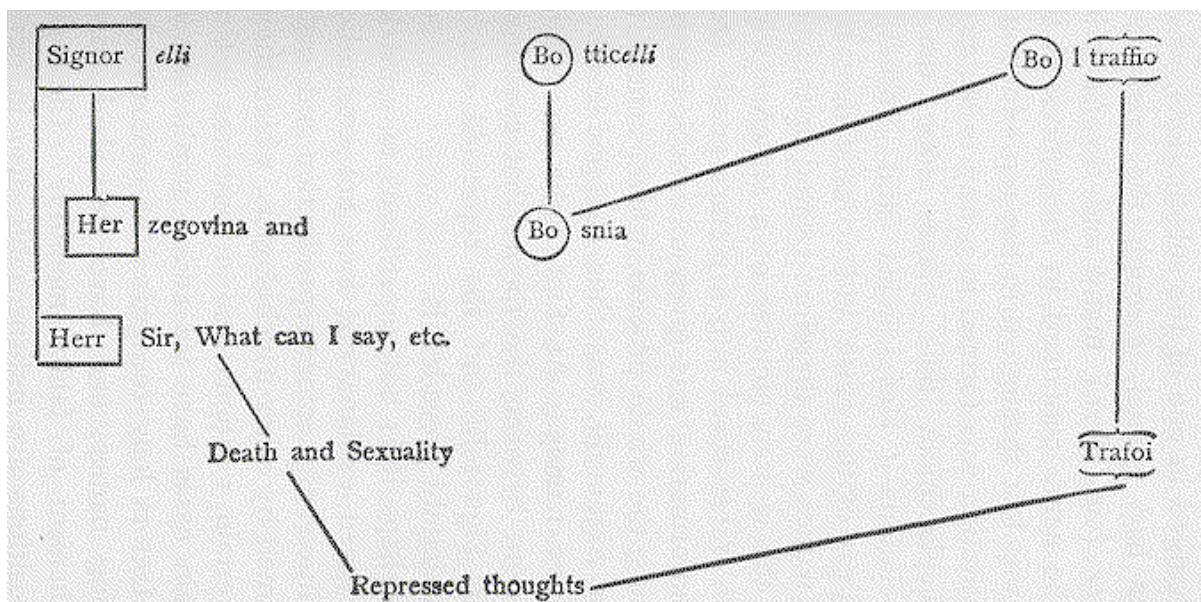 Signor elli Bo tticelli Bo l traffio
Her zegovina and Bo snia
Herr Sir, What can I say, etc.
Death and Sexuality Trafoi
Repressed thoughts